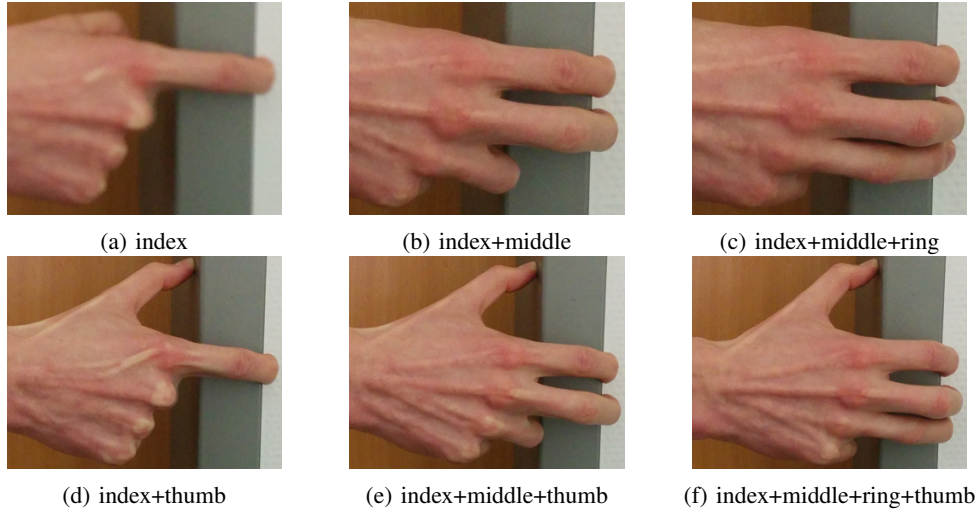 (a) index
(b) index+middle
(c) index+middle+ring
(d) index+thumb
(e) index+middle+thumb
(f) index+middle+ring+thumb